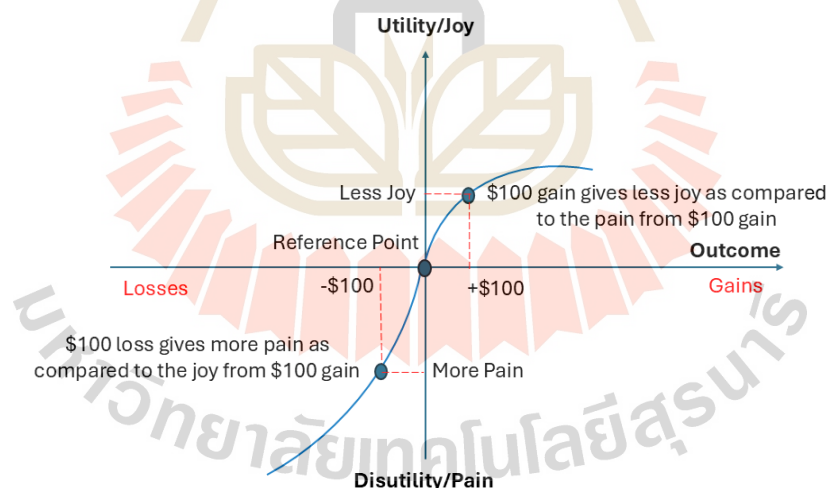 Utility/Joy
Less Joy
$100 gain gives less joy as compared
to the pain from $100 gain
Reference Point
Outcome
Losses
-$100
+$100
Gains
$100 loss gives more pain as
compared to the joy from $100 gain
More Pain
Disutility/Pain
มหาวิทยาลัยเทคโนโลยีสุรนารี